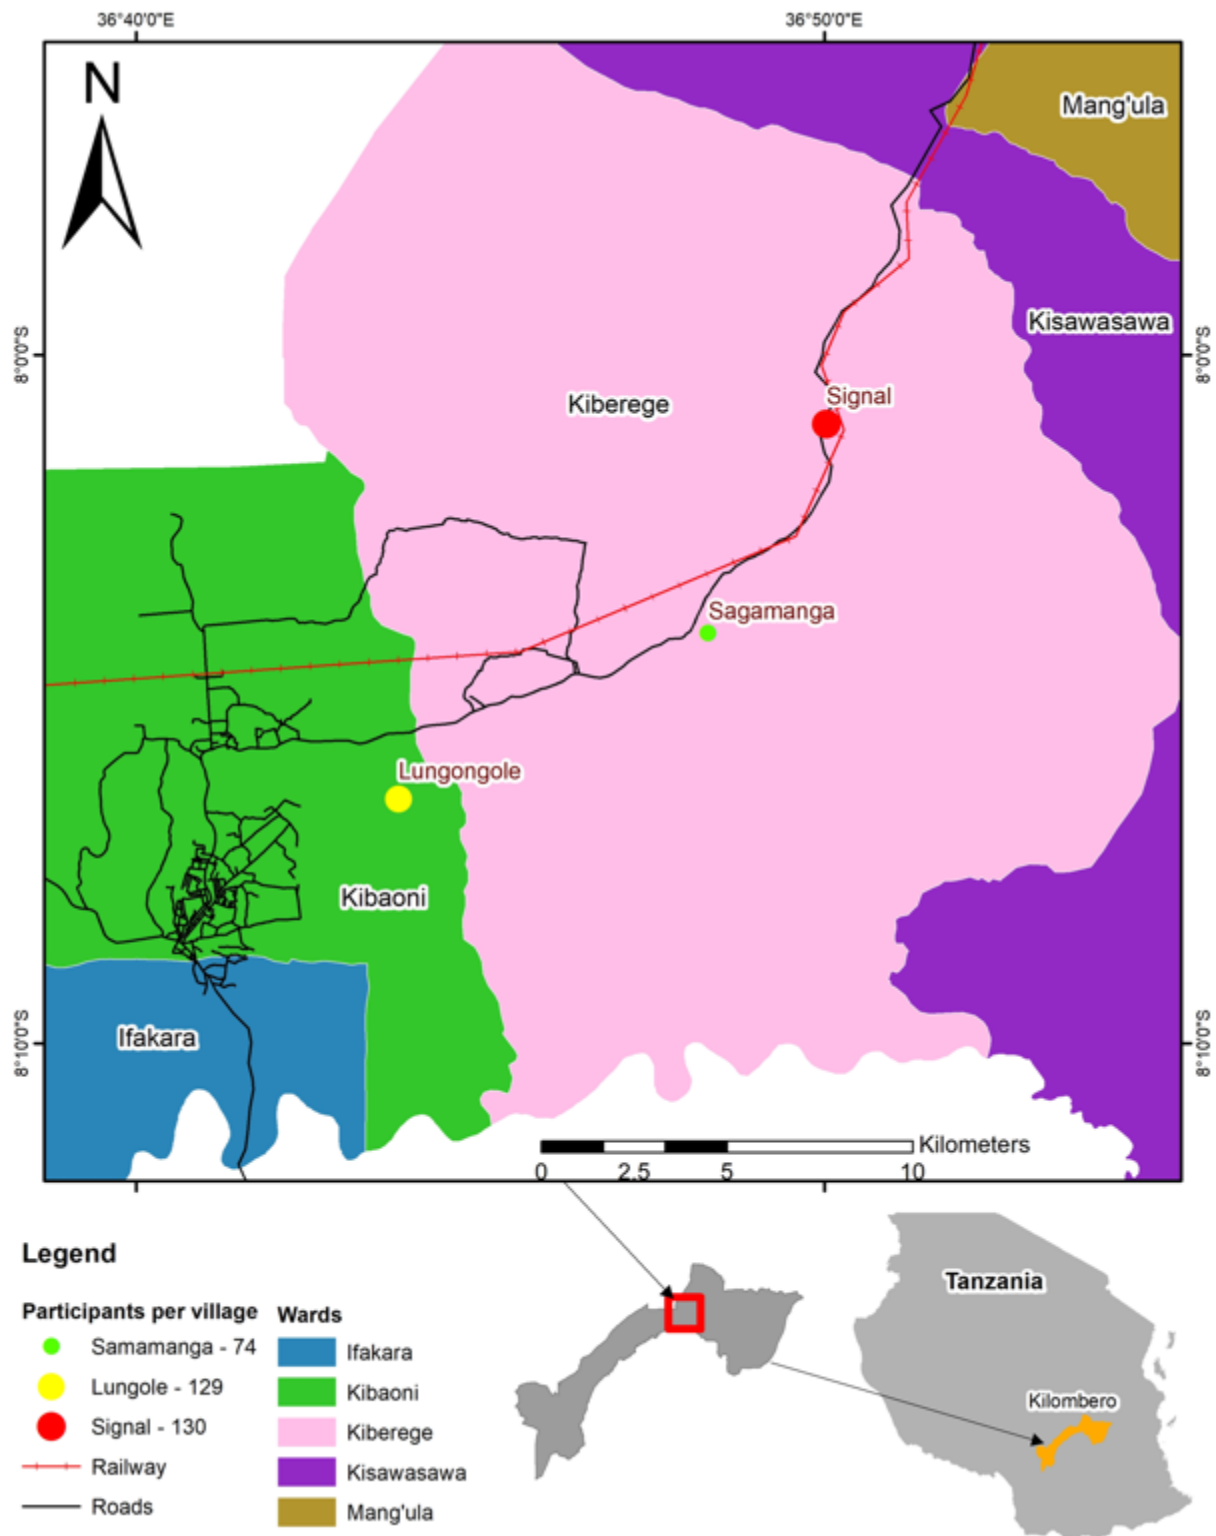 36°40'0"E
36°50'0"E
N
Mang'ula
Kisawasawa
8°0'0"S
8°0'0"S
Signal
Kiberege
Sagamanga
Lungongole
Kibaoni
Ifakara
8°10'0"S
8°10'0"S
Kilometers
0 2.5 5 10
Legend
Participants per village
Samamanga - 74
Lungole - 129
Signal - 130
Railway
Roads
Wards
Ifakara
Kibaoni
Kiberege
Kisawasawa
Mang'ula
Tanzania
Kilombero